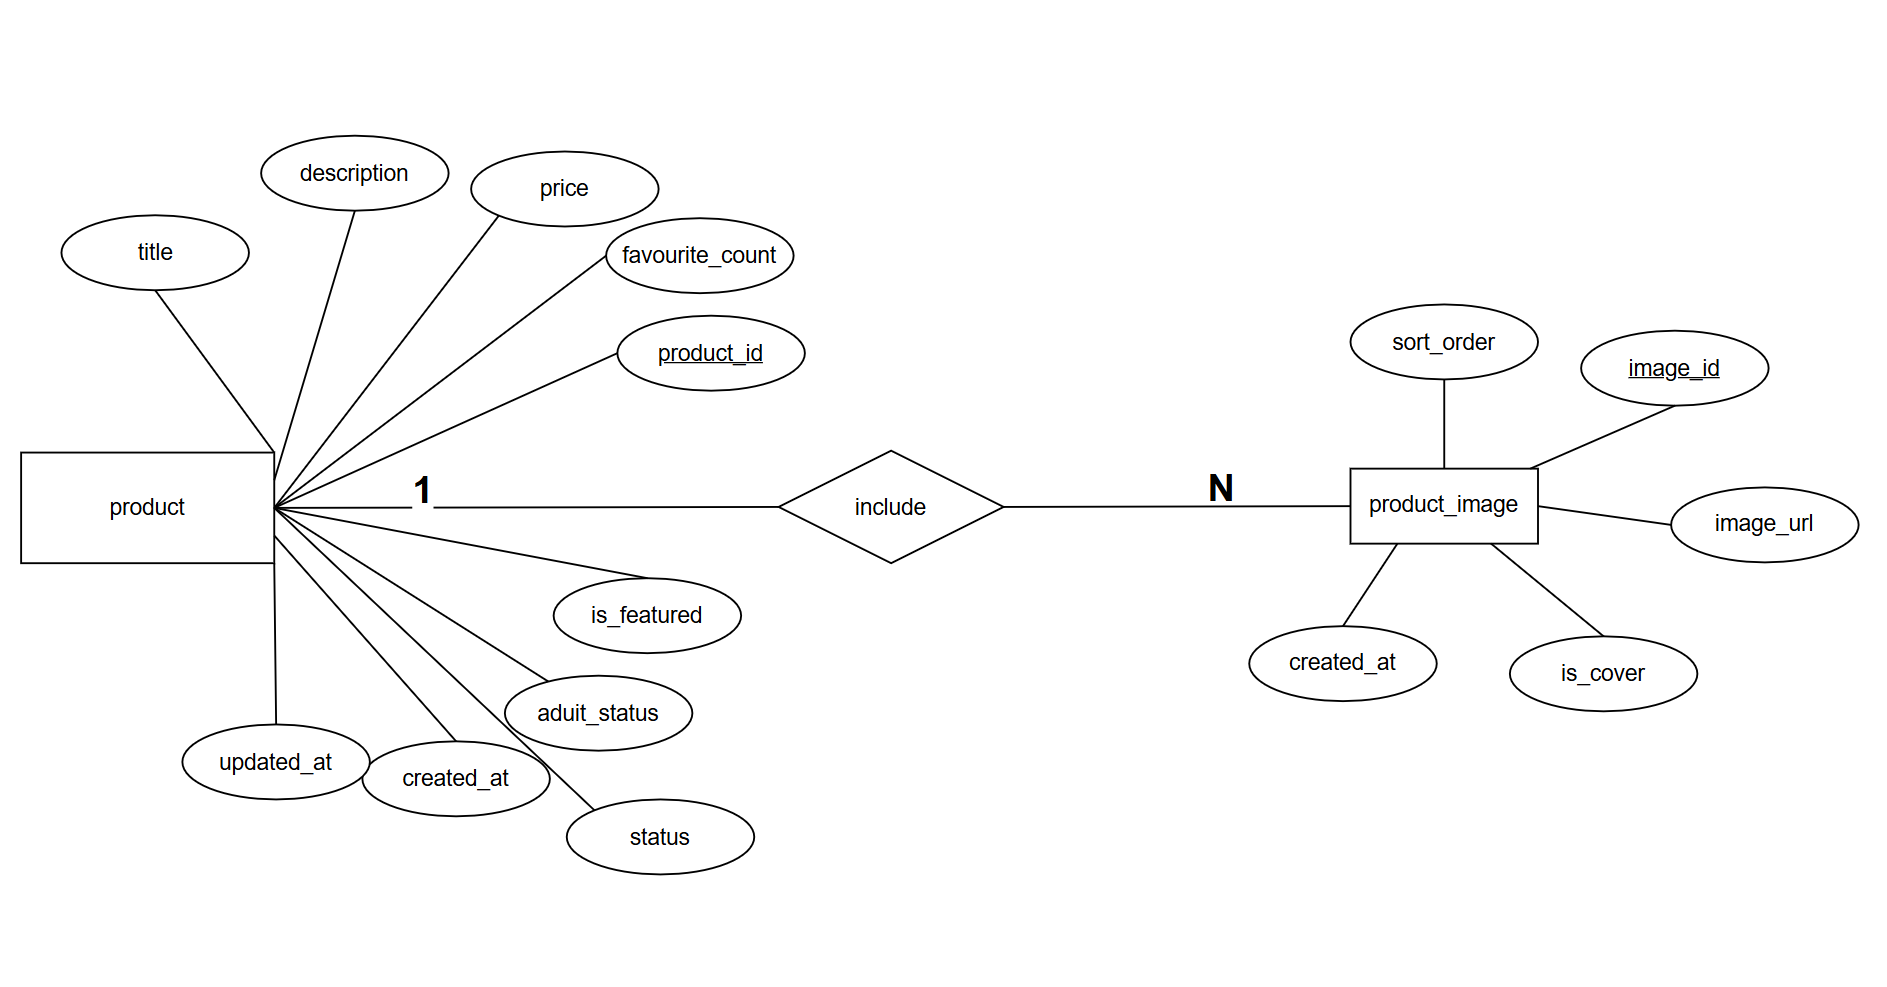 description
price
title
favourite_count
product_id
sort_order
image_id
product
1
include
N
product_image
image_url
is_featured
created_at
is_cover
aduit_status
updated_at
created_at
status